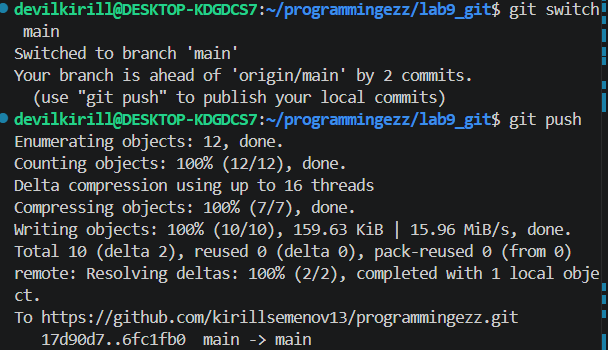 devilkirill@DESKTOP-KDGDCS7:~/programmingezz/lab9_git$ git switch
 main
Switched to branch 'main'
Your branch is ahead of 'origin/main' by 2 commits.
  (use "git push" to publish your local commits)
devilkirill@DESKTOP-KDGDCS7:~/programmingezz/lab9_git$ git push
Enumerating objects: 12, done.
Counting objects: 100% (12/12), done.
Delta compression using up to 16 threads
Compressing objects: 100% (7/7), done.
Writing objects: 100% (10/10), 159.63 KiB | 15.96 MiB/s, done.
Total 10 (delta 2), reused 0 (delta 0), pack-reused 0 (from 0)
remote: Resolving deltas: 100% (2/2), completed with 1 local obje
ct.
To https://github.com/kirillsemenov13/programmingezz.git
   17d90d7..6fc1fb0  main -> main